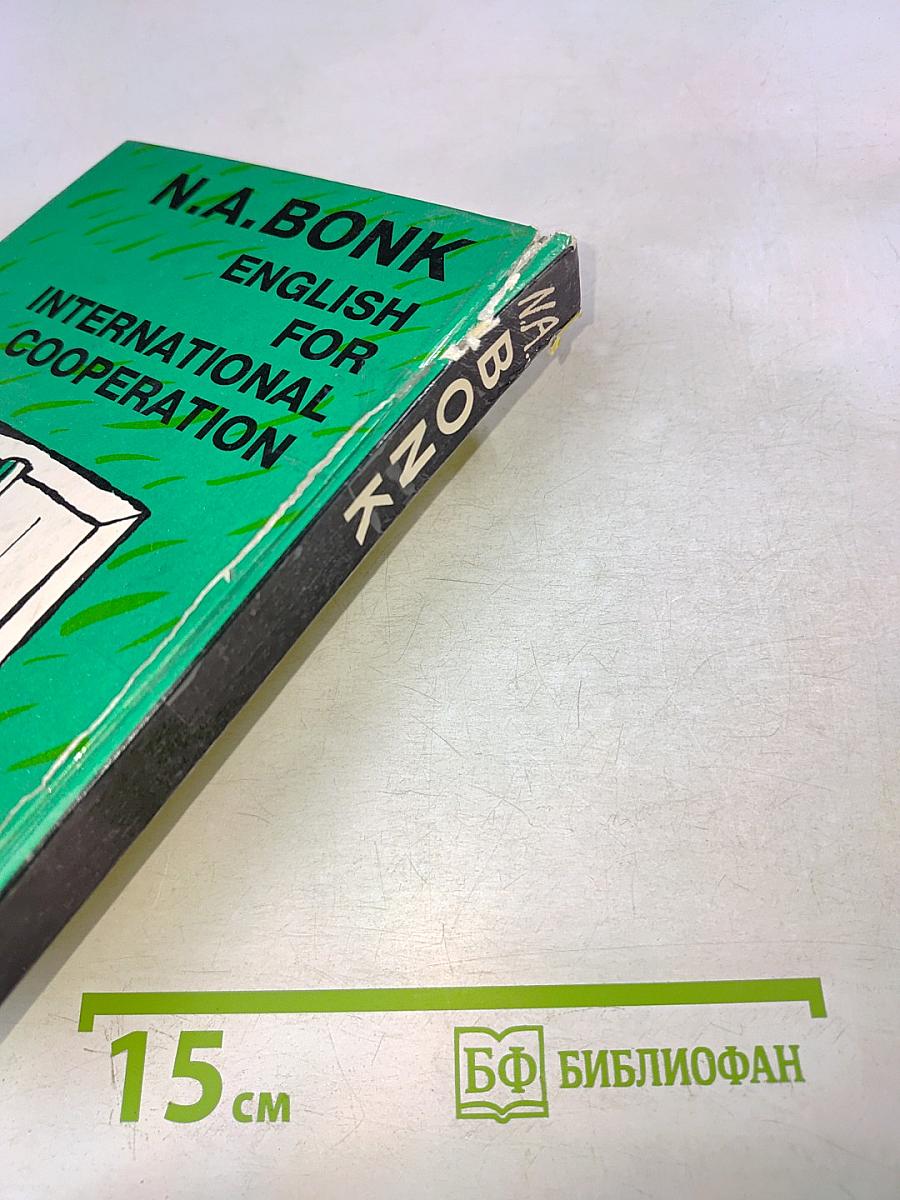 N.A. BONK
ENGLISH
FOR
INTERNATIONAL
COOPERATION
N.A.
BONK
15 см
БФ БИБЛИОФАН